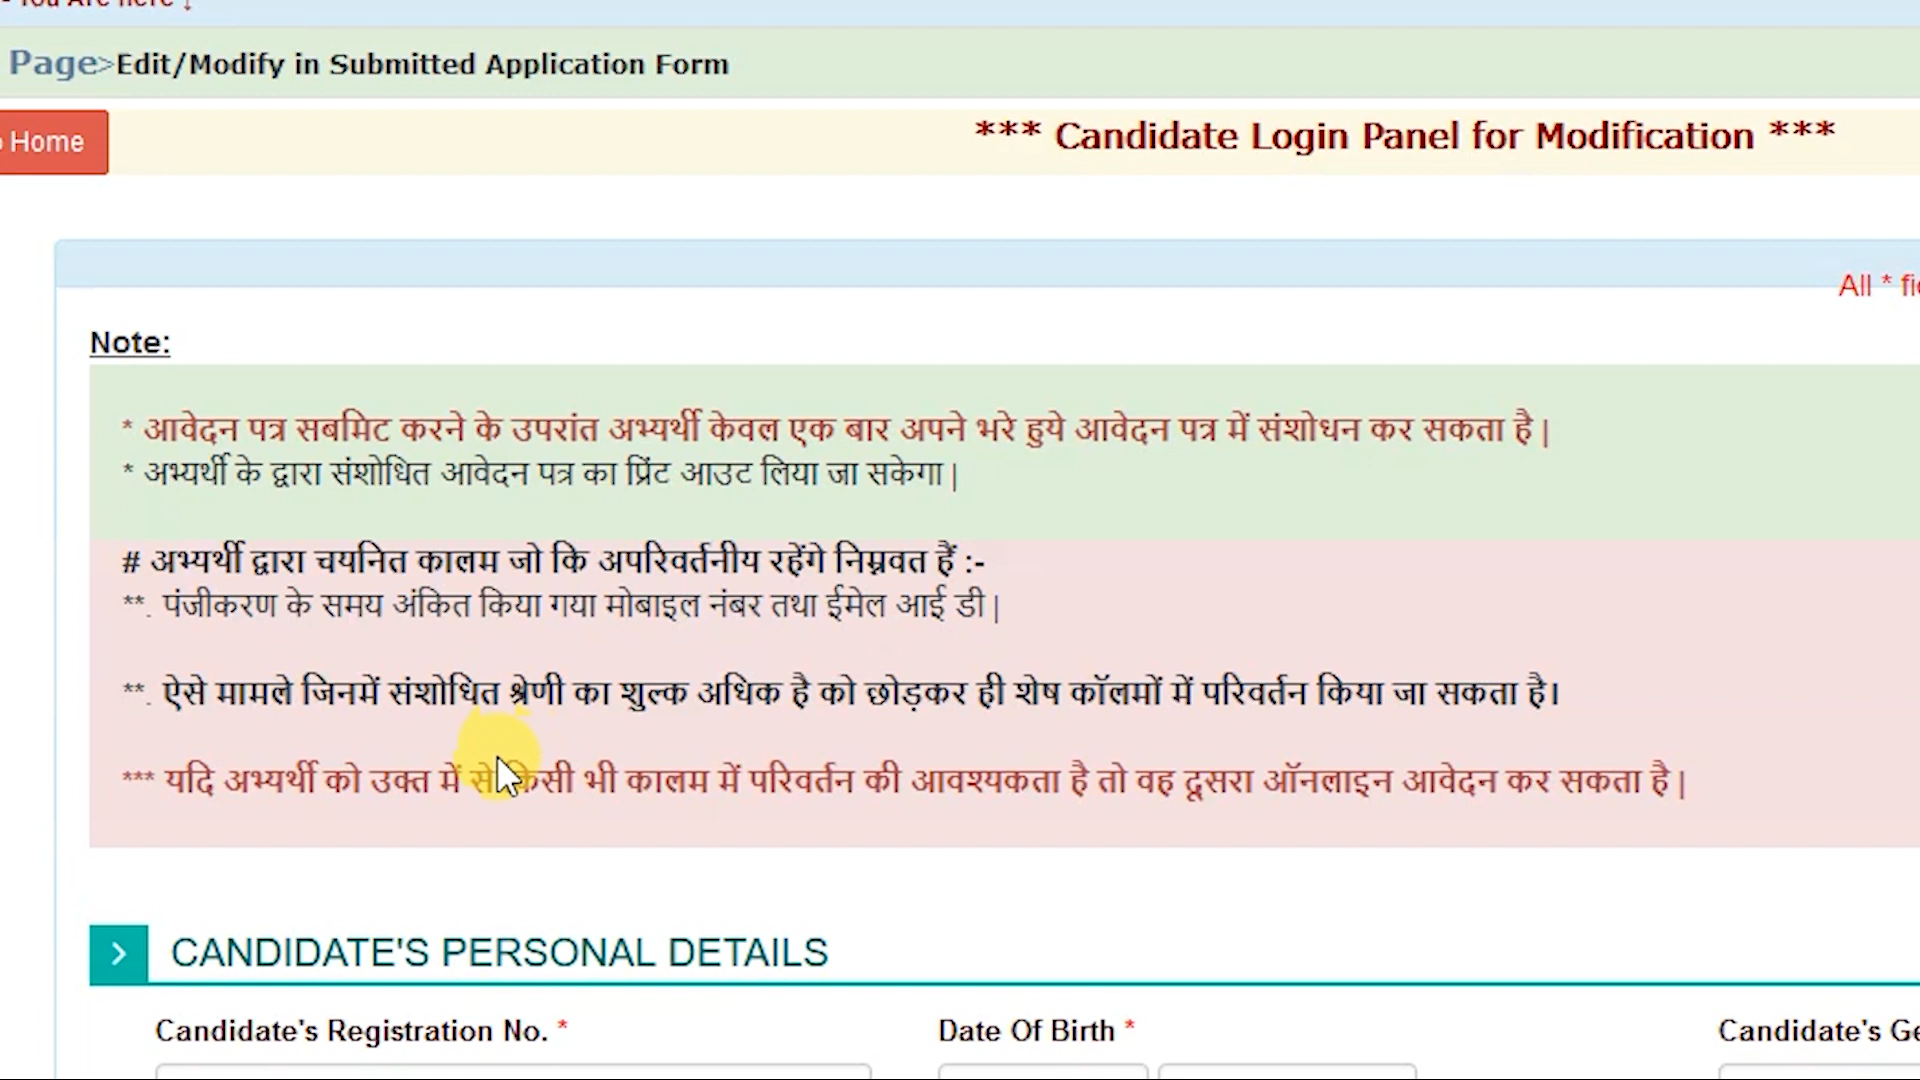 - You Are here ↓
Page>Edit/Modify in Submitted Application Form
Home
*** Candidate Login Panel for Modification ***
All *
Note:
* आवेदन पत्र सबमिट करने के उपरांत अभ्यर्थी केवल एक बार अपने भरे हुये आवेदन पत्र में संशोधन कर सकता है |
* अभ्यर्थी के द्वारा संशोधित आवेदन पत्र का प्रिंट आउट लिया जा सकेगा |
# अभ्यर्थी द्वारा चयनित कालम जो कि अपरिवर्तनीय रहेंगे निम्नवत हैं :-
**. पंजीकरण के समय अंकित किया गया मोबाइल नंबर तथा ईमेल आई डी |
**. ऐसे मामले जिनमें संशोधित श्रेणी का शुल्क अधिक है को छोड़कर ही शेष कॉलमों में परिवर्तन किया जा सकता है।
*** यदि अभ्यर्थी को उक्त में से किसी भी कालम में परिवर्तन की आवश्यकता है तो वह दूसरा ऑनलाइन आवेदन कर सकता है |
CANDIDATE'S PERSONAL DETAILS
Candidate's Registration No. *
Date Of Birth *
Candidate's